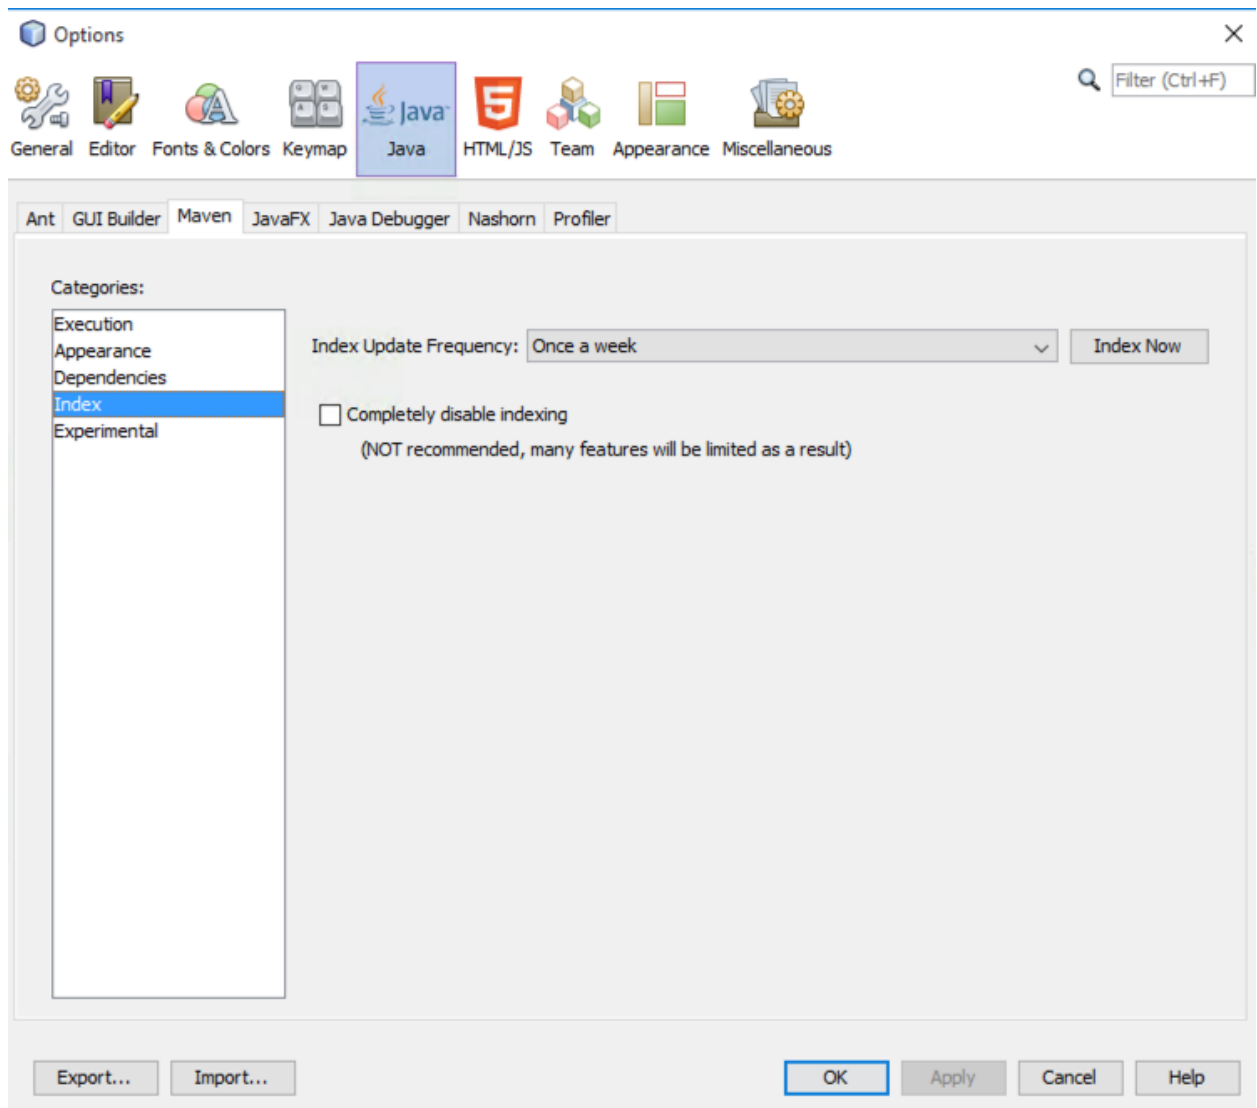 Options
Filter (Ctrl+F)
Java
General Editor Fonts & Colors Keymap Java HTML/JS Team Appearance Miscellaneous
Ant GUI Builder Maven JavaFX Java Debugger Nashorn Profiler
Categories:
Execution
Appearance
Dependencies
Index
Experimental
Index Update Frequency: Once a week Index Now
Completely disable indexing
(NOT recommended, many features will be limited as a result)
Export... Import... OK Apply Cancel Help